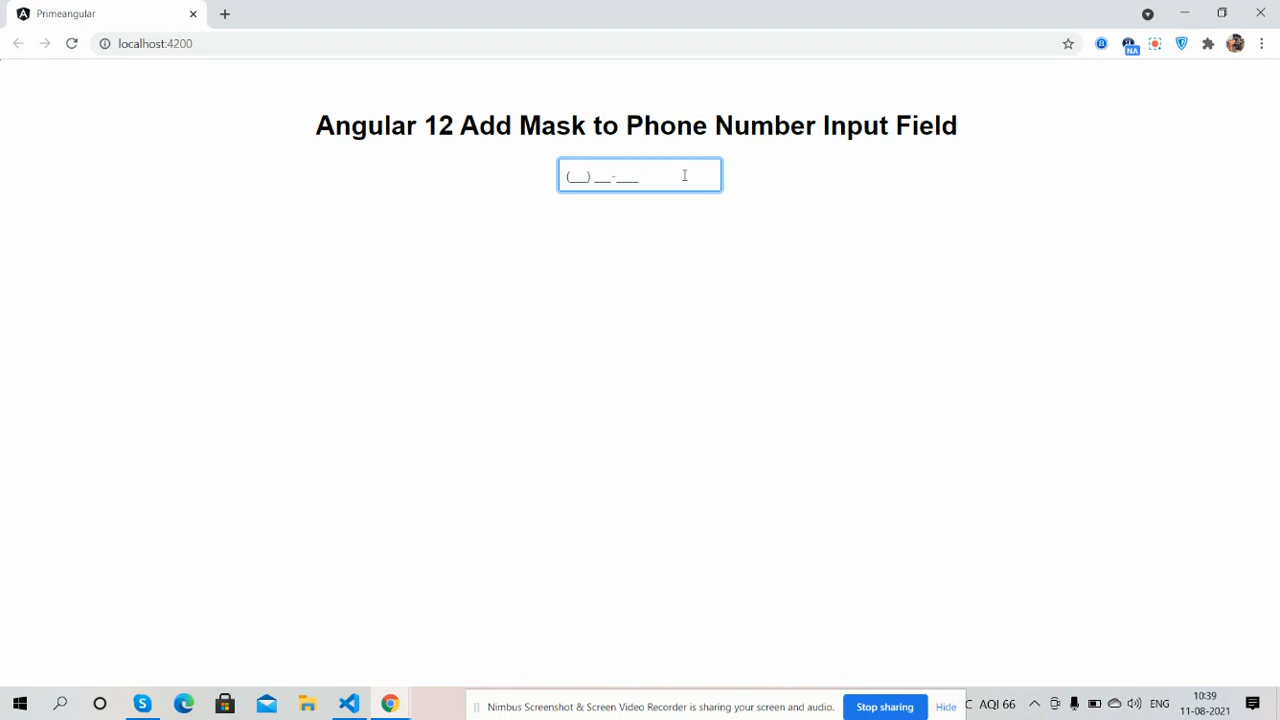 Primeangular
localhost:4200
NA
Angular 12 Add Mask to Phone Number Input Field
(___) ___-____
Nimbus Screenshot & Screen Video Recorder is sharing your screen and audio.
Stop sharing
Hide
C AQI 66
ENG
10:39
11-08-2021